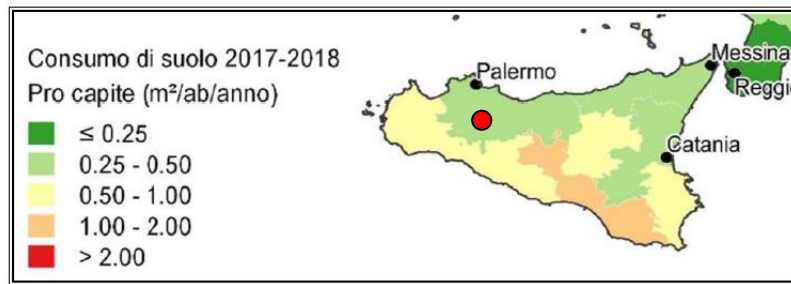 Consumo di suolo 2017-2018
Pro capite (m²/ab/anno)
≤ 0.25
0.25 - 0.50
0.50 - 1.00
1.00 - 2.00
> 2.00
Palermo
Messina
Reggi
Catania